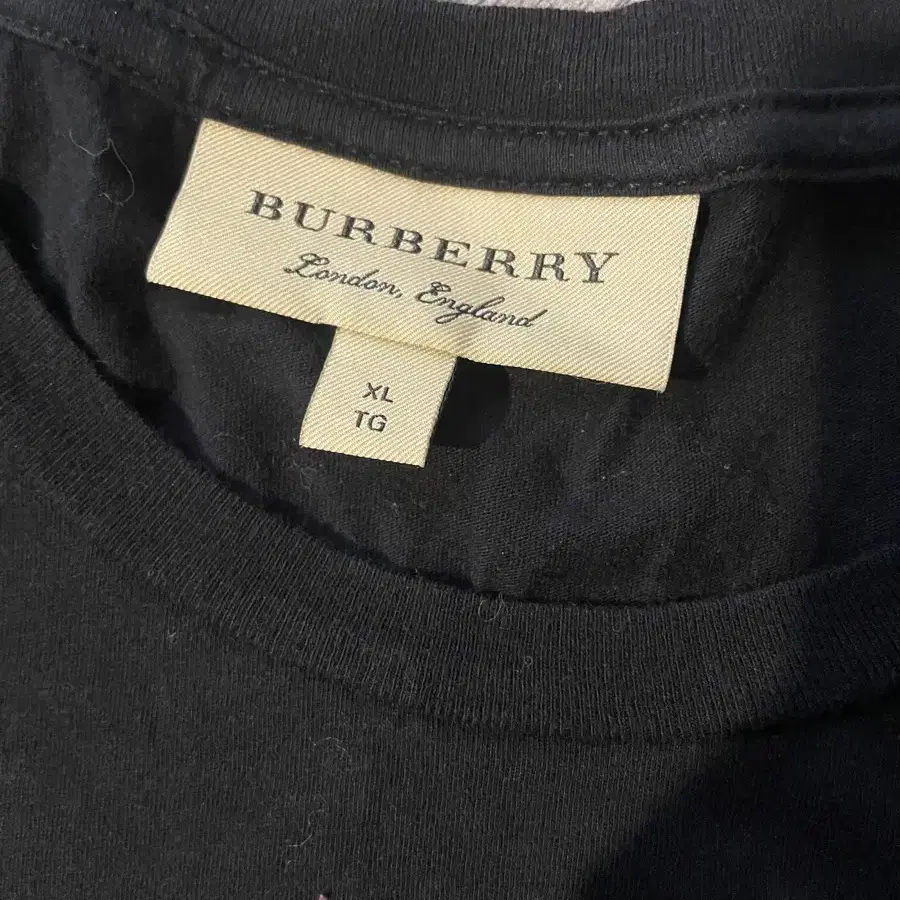 BURBERRY
London, England
XL
TG